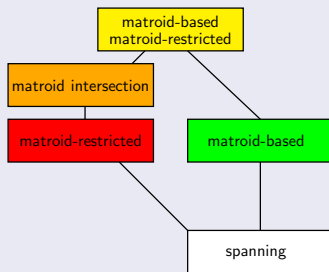 matroid-based
matroid-restricted
matroid intersection
matroid-restricted
matroid-based
spanning